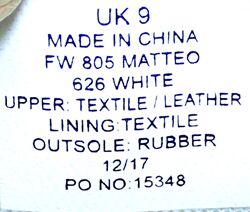 UK 9
MADE IN CHINA
FW 805 MATTEO
626 WHITE
UPPER: TEXTILE / LEATHER
LINING: TEXTILE
OUTSOLE: RUBBER
12/17
PO NO:15348